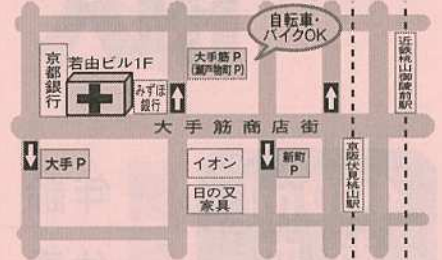 自転車・
バイクOK
京都銀行
若由ビル1F
みずほ
銀行
大手筋P
(瀬戸物町P)
近鉄桃山御陵前駅
大手筋商店街
大手P
イオン
日の又
家具
新町
P
京阪伏見桃山駅